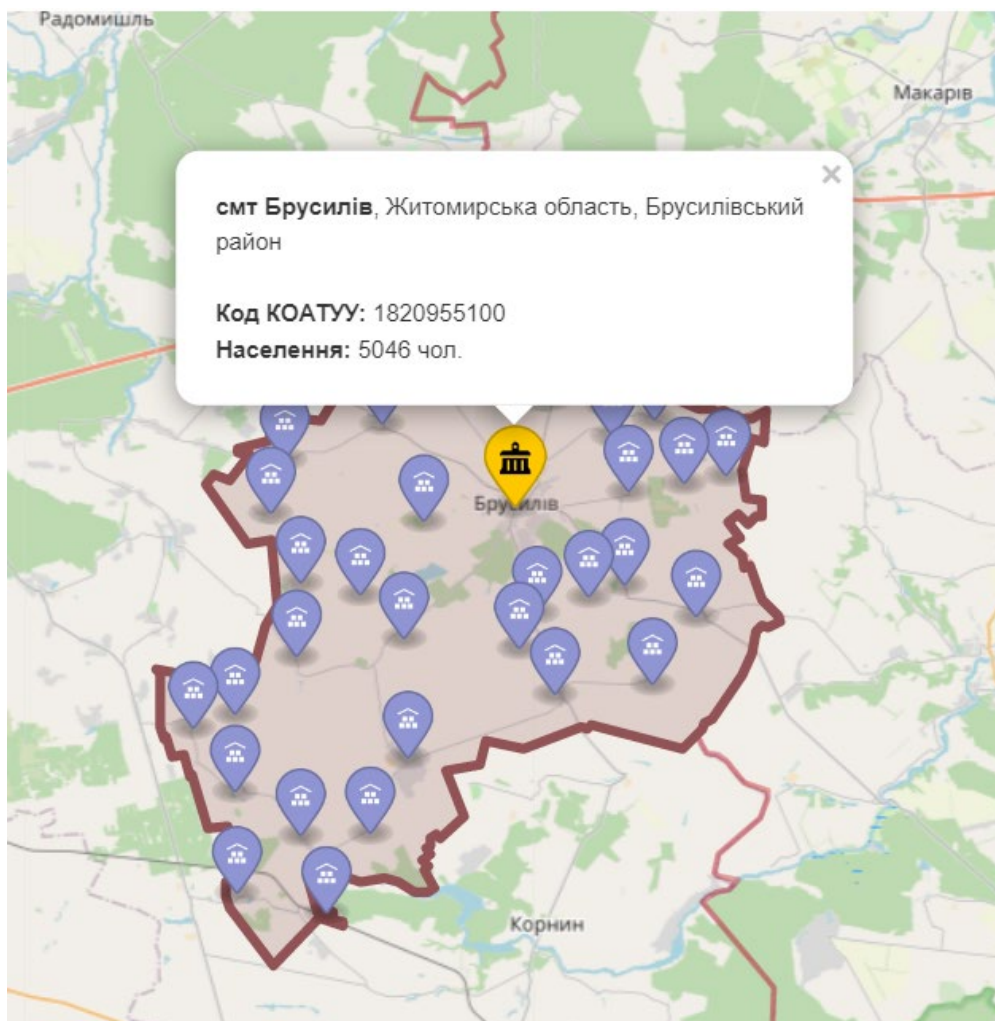 Радомишль
Макарів
×
смт Брусилів, Житомирська область, Брусилівський
район
Код КОАТУУ: 1820955100
Населення: 5046 чол.
Брусилів
Корнин